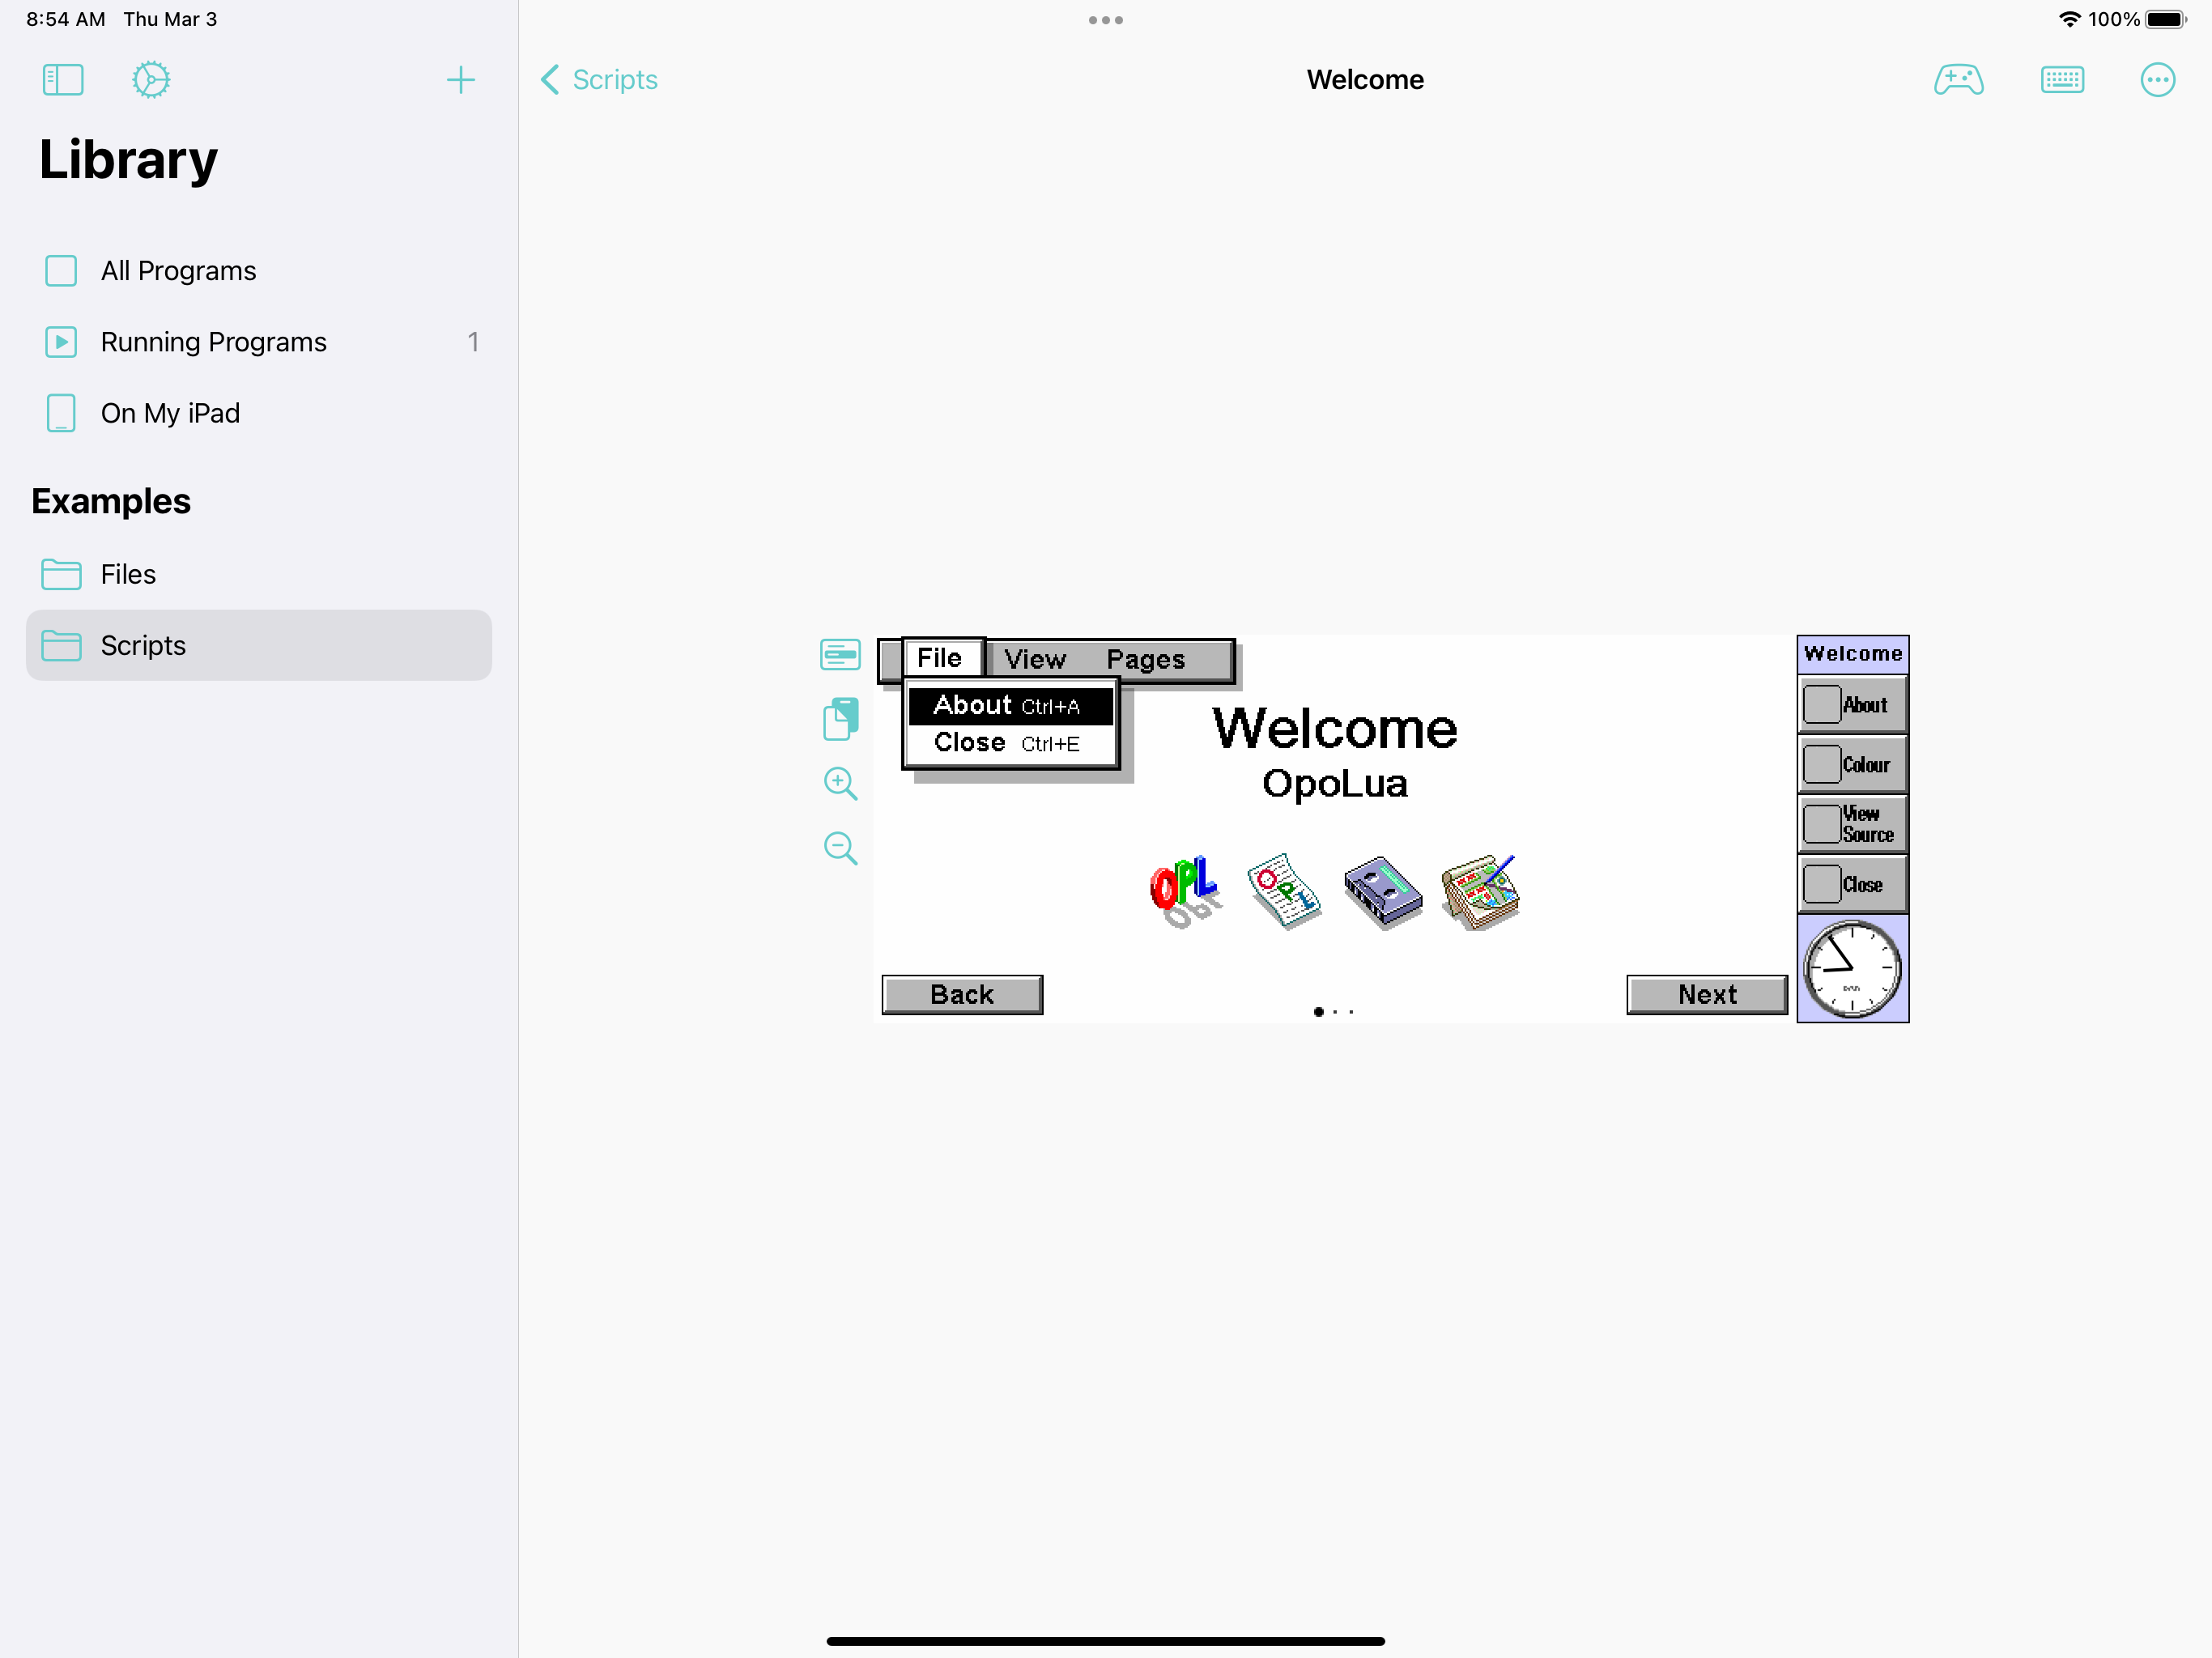 8:54 AM Thu Mar 3
100%
Library
All Programs
Running Programs 1
On My iPad
Examples
Files
Scripts
Scripts
Welcome
File View Pages
About Ctrl+A
Close Ctrl+E
Welcome
OpoLua
OPL
OPL
Back
Next
Welcome
About
Colour
View
Source
Close